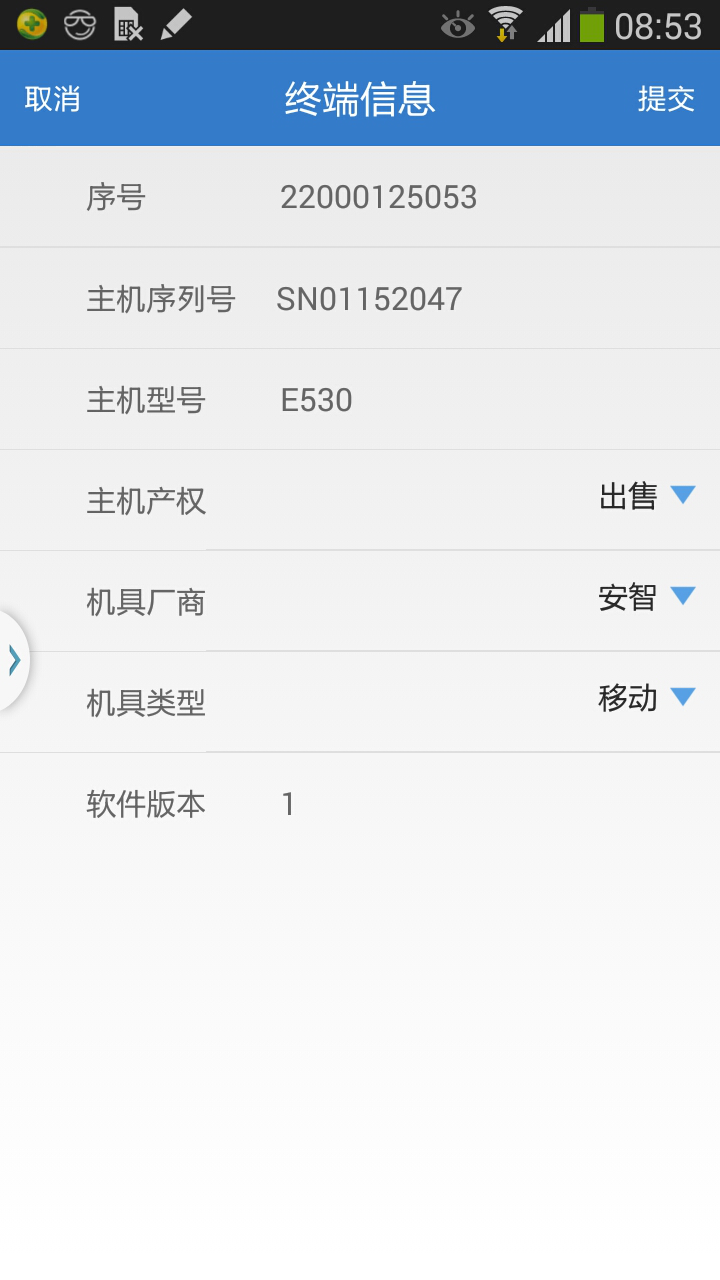 08:53
取消 终端信息 提交
序号 22000125053
主机序列号 SN01152047
主机型号 E530
主机产权 出售
机具厂商 安智
机具类型 移动
软件版本 1